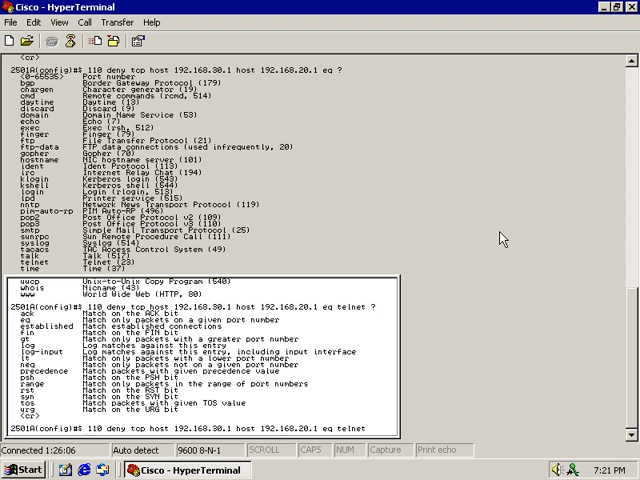 Cisco - HyperTerminal
File Edit View Call Transfer Help
<cr>
2501A(config)#$ 110 deny tcp host 192.168.30.1 host 192.168.20.1 eq ?
<0-65535> Port number
bgp Border Gateway Protocol (179)
chargen Character generator (19)
cmd Remote commands (rcmd, 514)
daytime Daytime (13)
discard Discard (9)
domain Domain Name Service (53)
echo Echo (7)
exec Exec (rsh, 512)
finger Finger (79)
ftp File Transfer Protocol (21)
ftp-data FTP data connections (used infrequently, 20)
gopher Gopher (70)
hostname NIC hostname server (101)
ident Ident Protocol (113)
irc Internet Relay Chat (194)
klogin Kerberos login (543)
kshell Kerberos shell (544)
login Login (rlogin, 513)
lpd Printer service (515)
nntp Network News Transport Protocol (119)
pim-auto-rp PIM Auto-RP (496)
pop2 Post Office Protocol v2 (109)
pop3 Post Office Protocol v3 (110)
smtp Simple Mail Transport Protocol (25)
sunrpc Sun Remote Procedure Call (111)
syslog Syslog (514)
tacacs TAC Access Control System (49)
talk Talk (517)
telnet Telnet (23)
time Time (37)
uucp Unix-to-Unix Copy Program (540)
whois Nicname (43)
www World Wide Web (HTTP, 80)
2501A(config)#$ 110 deny tcp host 192.168.30.1 host 192.168.20.1 eq telnet ?
ack Match on the ACK bit
eq Match only packets on a given port number
established Match established connections
fin Match on the FIN bit
gt Match only packets with a greater port number
log Log matches against this entry
log-input Log matches against this entry, including input interface
lt Match only packets with a lower port number
neq Match only packets not on a given port number
precedence Match packets with given precedence value
psh Match on the PSH bit
range Match only packets in the range of port numbers
rst Match on the RST bit
syn Match on the SYN bit
tos Match packets with given TOS value
urg Match on the URG bit
<cr>
2501A(config)#$ 110 deny tcp host 192.168.30.1 host 192.168.20.1 eq telnet
Connected 1:26:06 Auto detect 9600 8-N-1 SCROLL CAPS NUM Capture Print echo
Start Cisco - HyperTerminal 7:21 PM